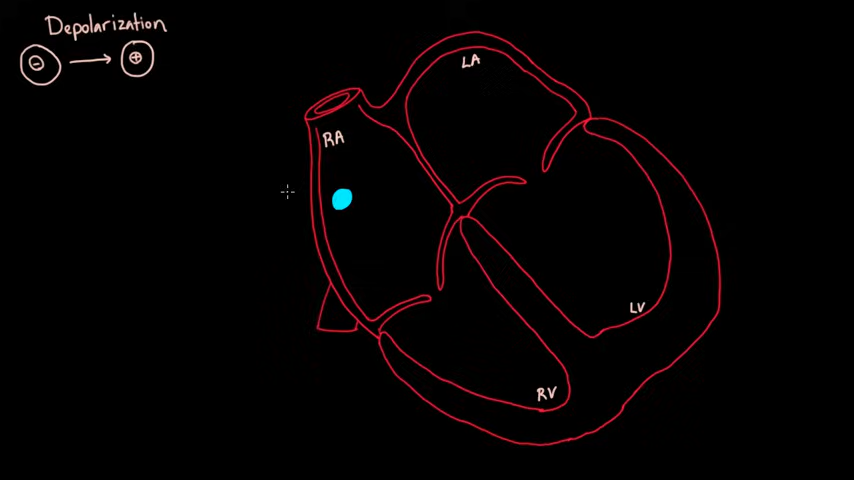 Depolarization
- → +
LA
RA
LV
RV